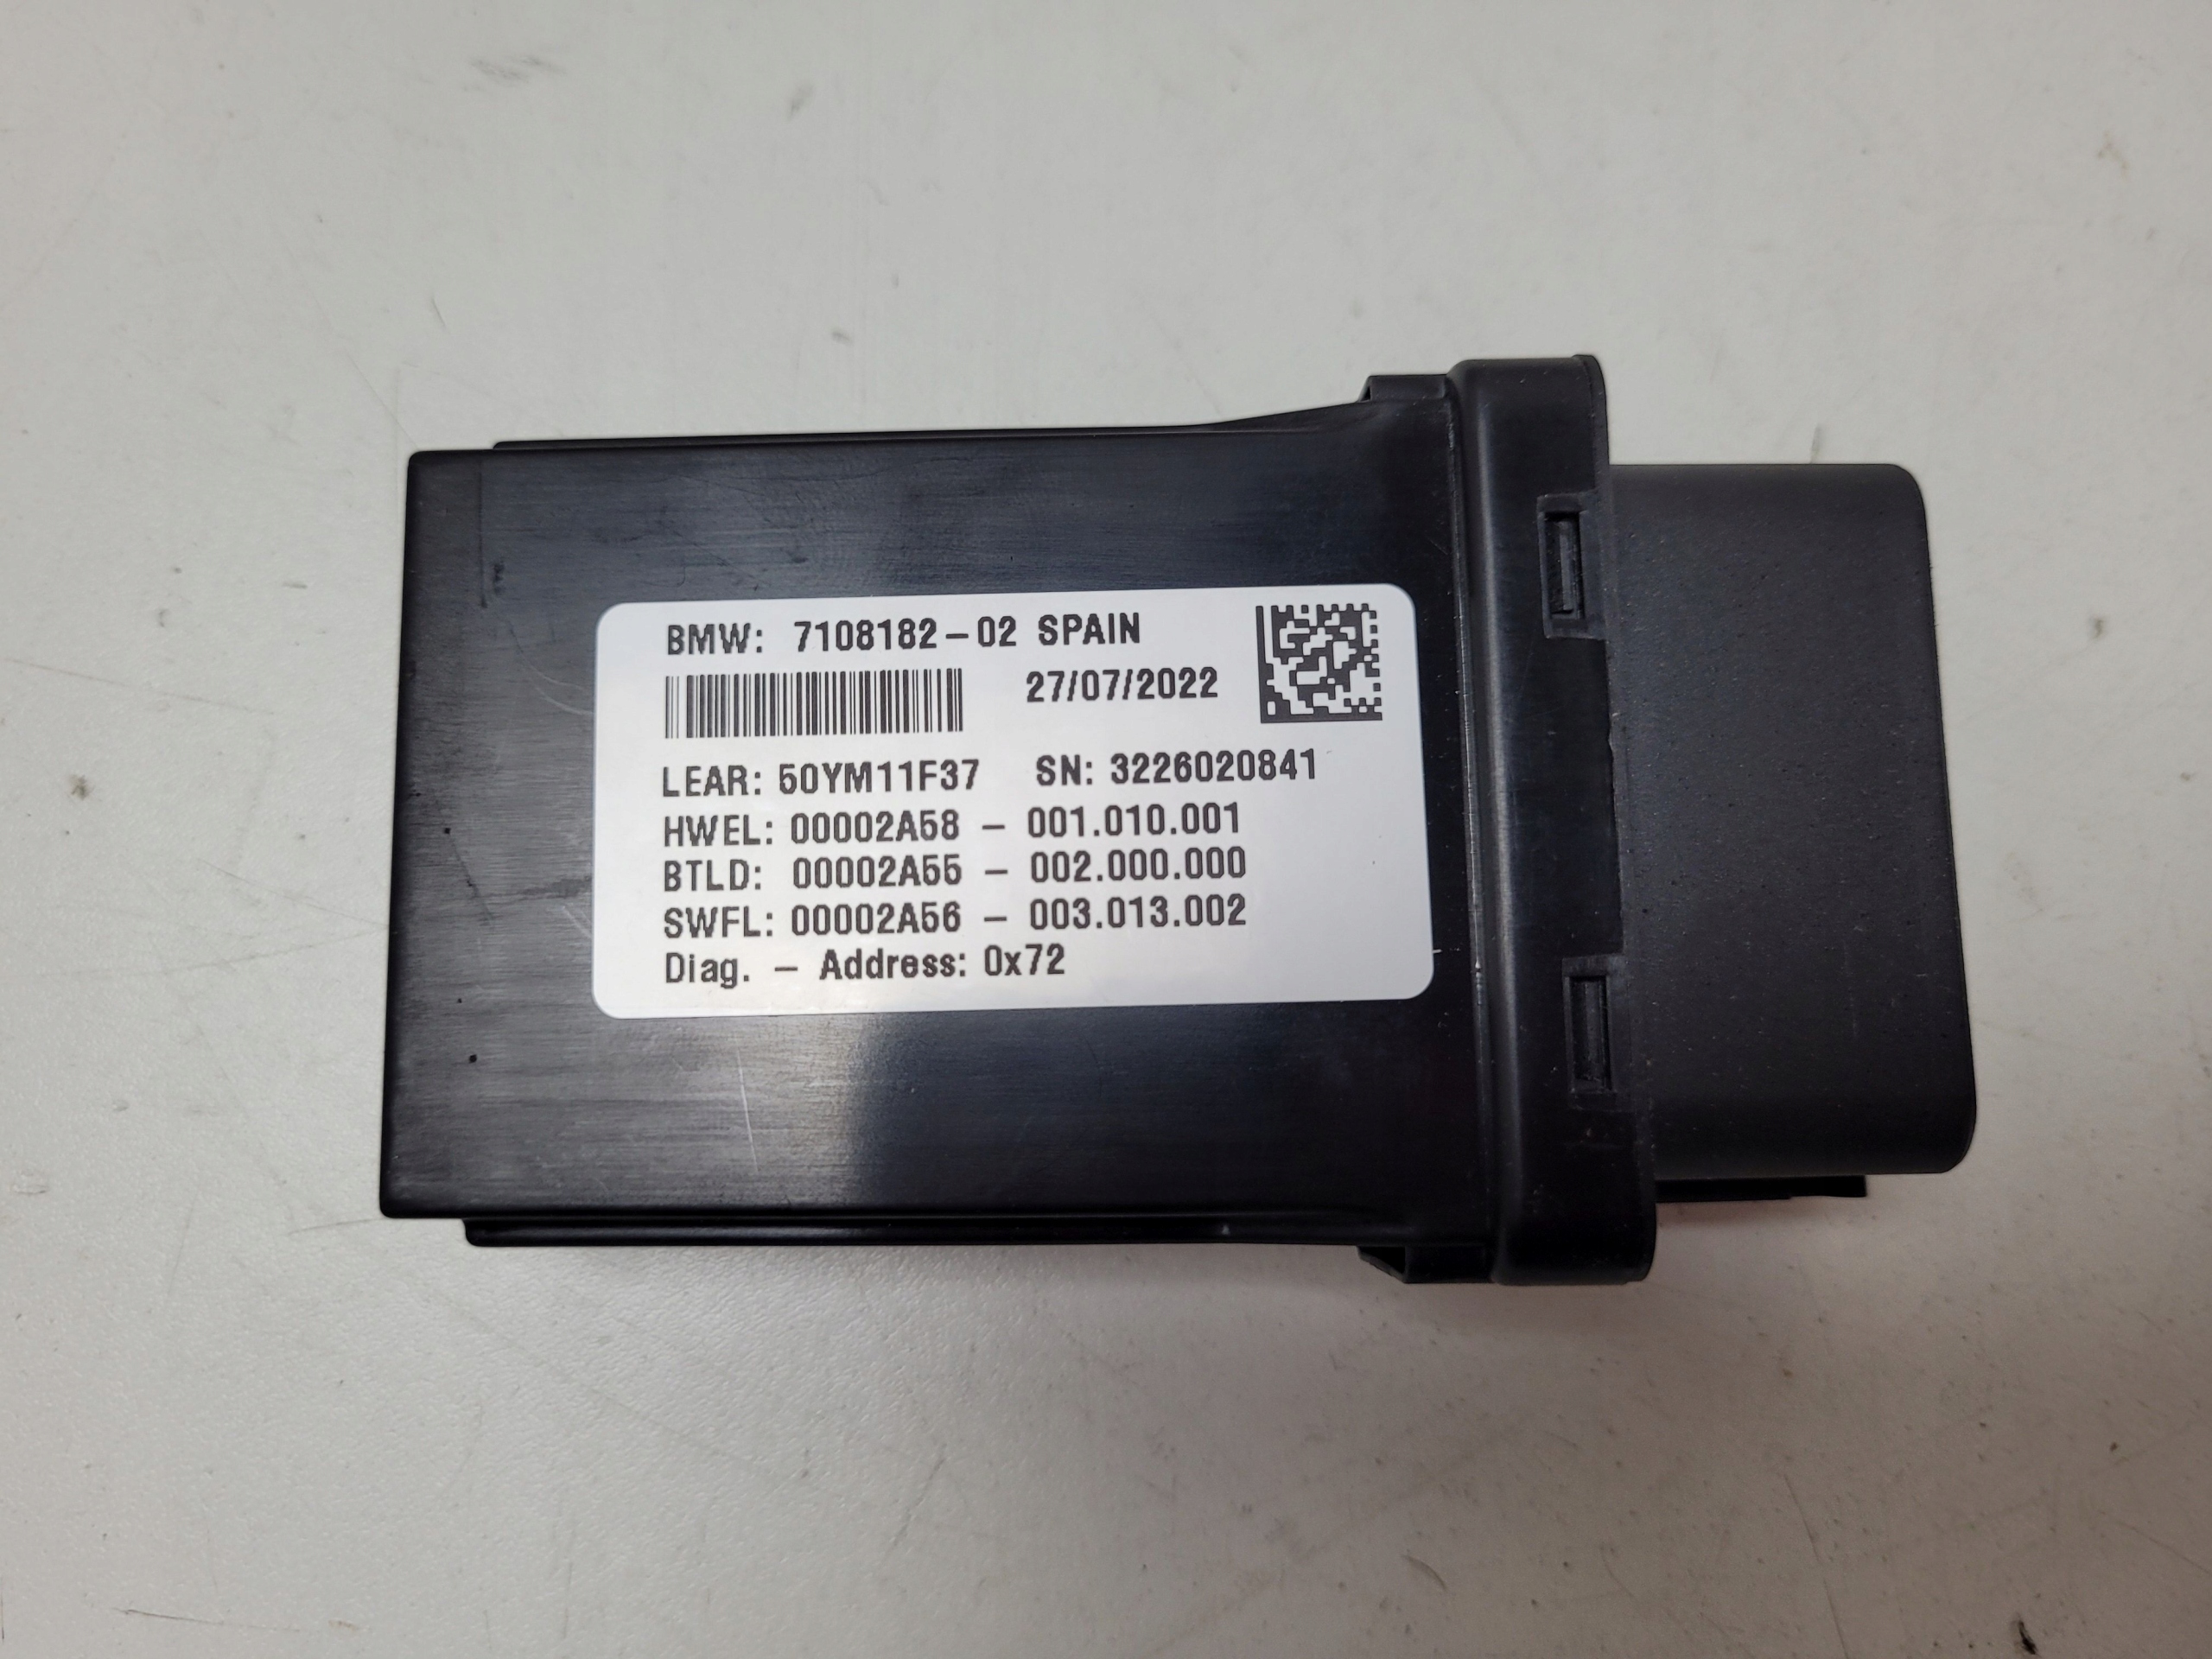 BMW: 7108182-02 SPAIN
27/07/2022
LEAR: 50YM11F37 SN: 3226020841
HWEL: 00002A58 - 001.010.001
BTLD: 00002A55 - 002.000.000
SWFL: 00002A56 - 003.013.002
Diag. - Address: 0x72